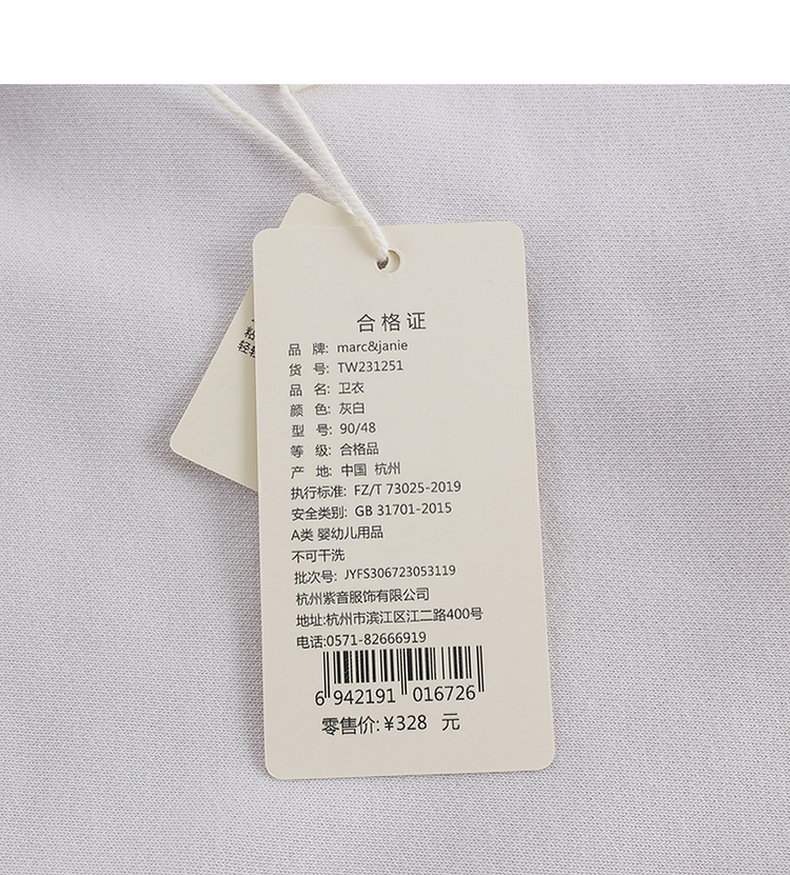 合格证
品 牌: marc&janie
货 号: TW231251
品 名: 卫衣
颜 色: 灰白
型 号: 90/48
等 级: 合格品
产 地: 中国 杭州
执行标准: FZ/T 73025-2019
安全类别: GB 31701-2015
A类 婴幼儿用品
不可干洗
批次号: JYFS306723053119
杭州紫音服饰有限公司
地址:杭州市滨江区江二路400号
电话:0571-82666919
6 942191 016726
零售价:¥328 元